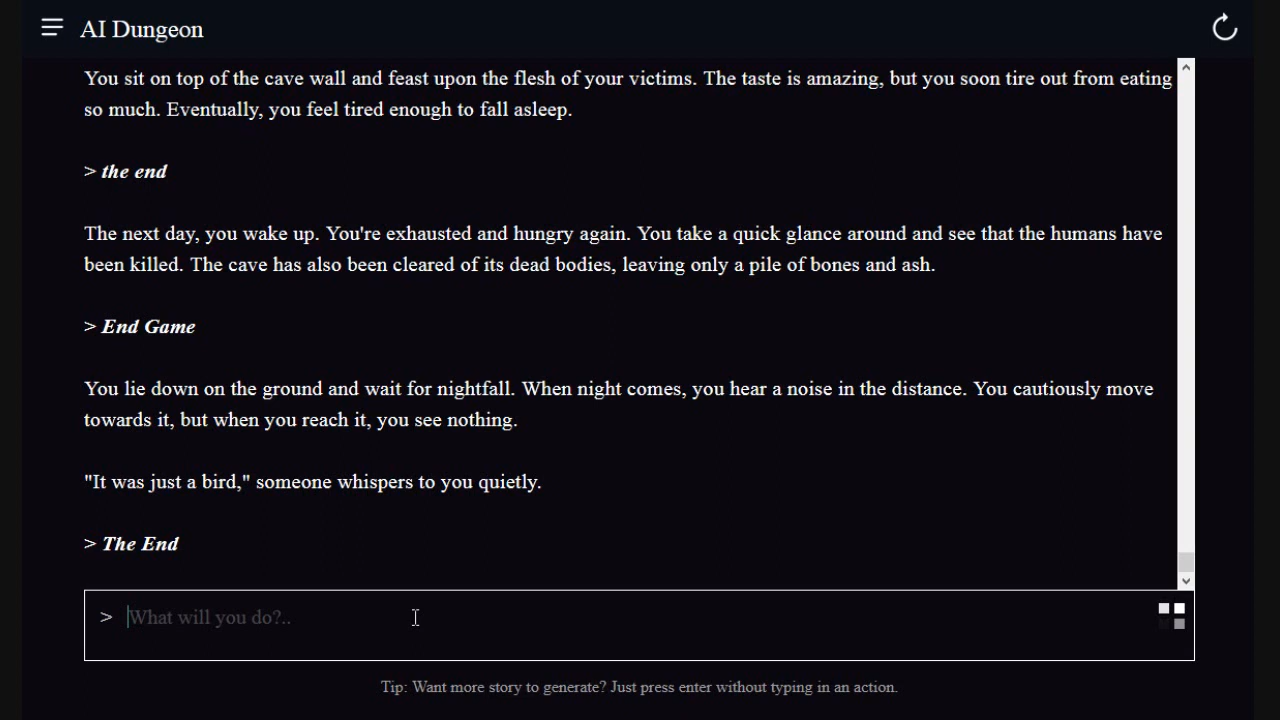 AI Dungeon
You sit on top of the cave wall and feast upon the flesh of your victims. The taste is amazing, but you soon tire out from eating
so much. Eventually, you feel tired enough to fall asleep.
> the end
The next day, you wake up. You're exhausted and hungry again. You take a quick glance around and see that the humans have
been killed. The cave has also been cleared of its dead bodies, leaving only a pile of bones and ash.
> End Game
You lie down on the ground and wait for nightfall. When night comes, you hear a noise in the distance. You cautiously move
towards it, but when you reach it, you see nothing.
"It was just a bird," someone whispers to you quietly.
> The End
> What will you do?..
Tip: Want more story to generate? Just press enter without typing in an action.